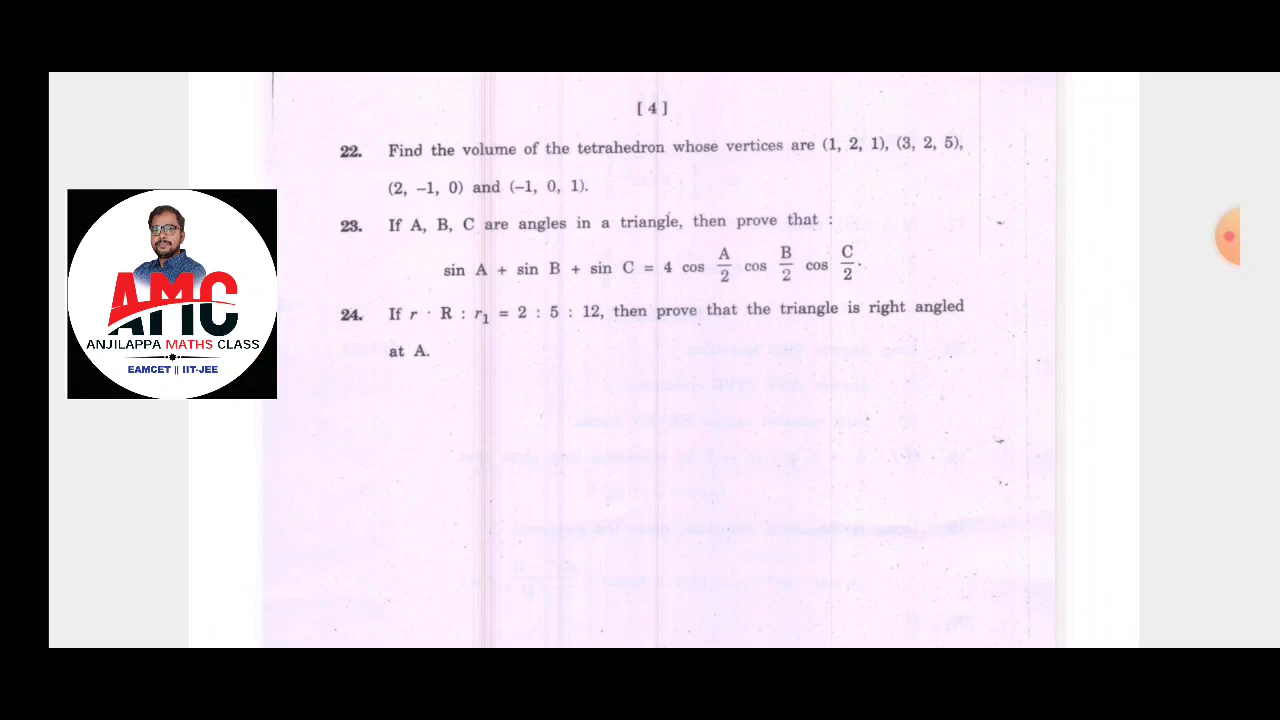 [ 4 ]
22. Find the volume of the tetrahedron whose vertices are (1, 2, 1), (3, 2, 5),
(2, –1, 0) and (–1, 0, 1).
23. If A, B, C are angles in a triangle, then prove that :
sin A + sin B + sin C = 4 cos A/2 cos B/2 cos C/2.
24. If r · R : r₁ = 2 : 5 : 12, then prove that the triangle is right angled
at A.
AMC
ANJILAPPA MATHS CLASS
EAMCET || IIT-JEE